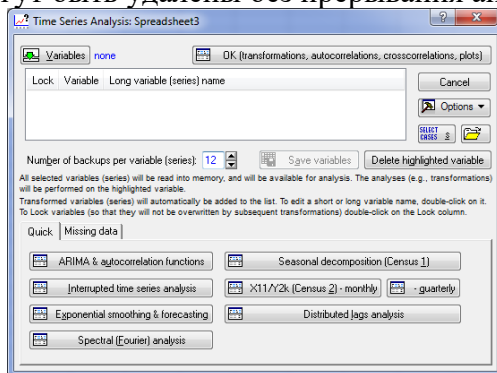 гут быть удалены без прерывания ан
Time Series Analysis: Spreadsheet3
Variables none
OK (transformations, autocorrelations, crosscorrelations, plots)
Lock Variable Long variable (series) name
Cancel
Options
SELECT CASES S
Number of backups per variable (series): 12
Save variables
Delete highlighted variable
All selected variables (series) will be read into memory, and will be available for analysis. The analyses (e.g., transformations)
will be performed on the highlighted variable.
Transformed variables (series) will automatically be added to the list. To edit a short or long variable name, double-click on it.
To Lock variables (so that they will not be overwritten by subsequent transformations) double-click on the Lock column.
Quick Missing data
ARIMA & autocorrelation functions
Seasonal decomposition (Census 1)
Interrupted time series analysis
X11/Y2k (Census 2) - monthly
- quarterly
Exponential smoothing & forecasting
Distributed lags analysis
Spectral (Fourier) analysis